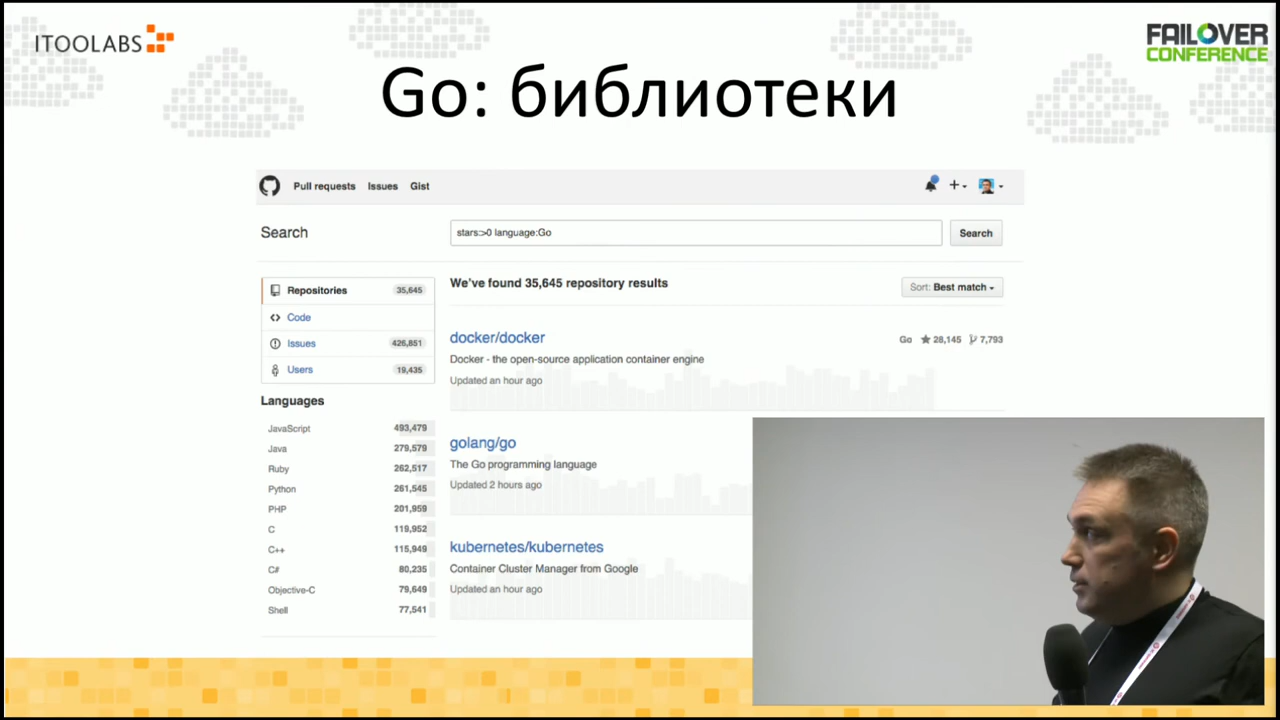 ITOOLABS
FAILOVER
CONFERENCE
Go: библиотеки
Pull requests Issues Gist
Search
stars:>0 language:Go
Search
Repositories 35,645
Code
Issues 426,851
Users 19,435
Languages
JavaScript 493,479
Java 279,579
Ruby 262,517
Python 261,545
PHP 201,959
C 119,952
C++ 115,949
C# 80,235
Objective-C 79,649
Shell 77,541
We've found 35,645 repository results
Sort: Best match
docker/docker
Go 28,145 7,793
Docker - the open-source application container engine
Updated an hour ago
golang/go
The Go programming language
Updated 2 hours ago
kubernetes/kubernetes
Container Cluster Manager from Google
Updated an hour ago